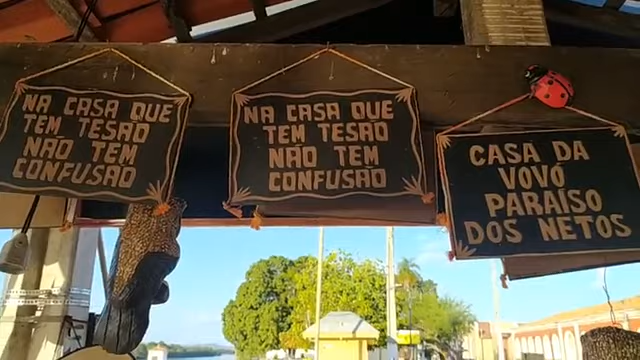 NA CASA QUE
TEM TESÃO
NÃO TEM
CONFUSÃO.
NA CASA QUE
TEM TESÃO
NÃO TEM
CONFUSÃO.
CASA DA
VOVÓ
PARAÍSO
DOS NETOS.